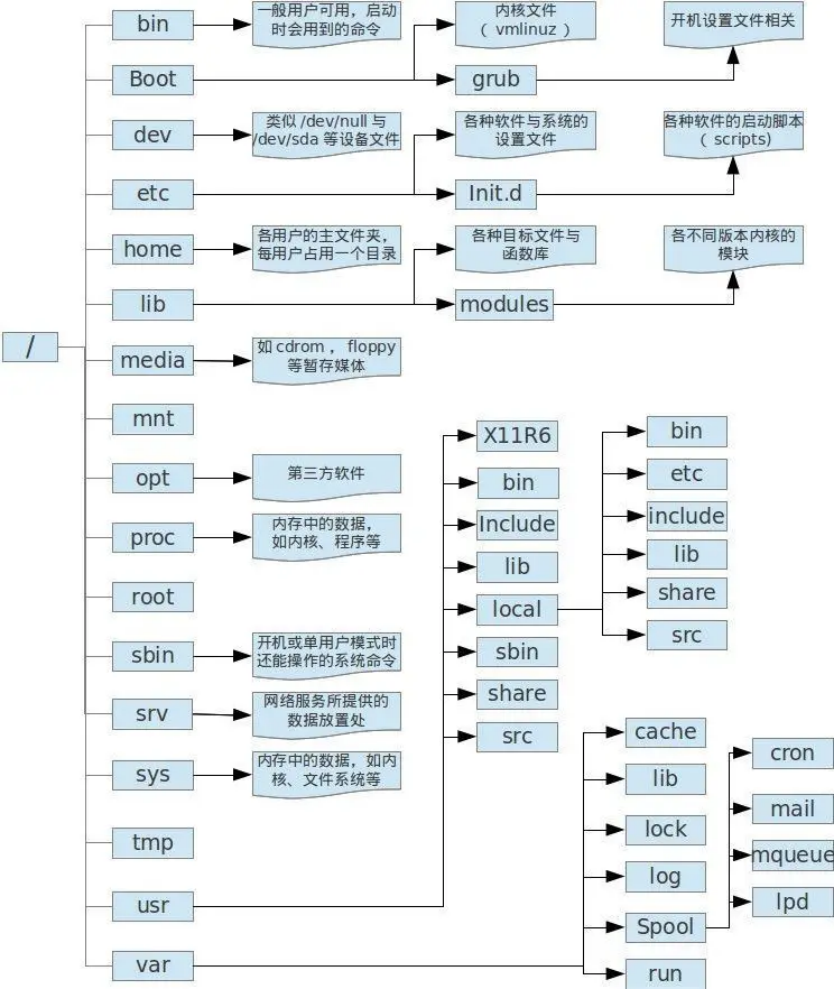 /
bin
一般用户可用，启动
时会用到的命令
Boot
内核文件
（ vmlinuz ）
grub
开机设置文件相关
dev
类似 /dev/null 与
/dev/sda 等设备文件
etc
各种软件与系统的
设置文件
Init.d
各种软件的启动脚本
（ scripts)
home
各用户的主文件夹，
每用户占用一个目录
lib
各种目标文件与
函数库
modules
各不同版本内核的
模块
media
如 cdrom ， floppy
等暂存媒体
mnt
opt
第三方软件
proc
内存中的数据，
如内核、程序等
root
sbin
开机或单用户模式时
还能操作的系统命令
srv
网络服务所提供的
数据放置处
sys
内存中的数据，如内
核、文件系统等
tmp
usr
X11R6
bin
Include
lib
local
bin
etc
include
lib
share
src
sbin
share
src
var
cache
lib
lock
log
Spool
cron
mail
mqueue
lpd
run